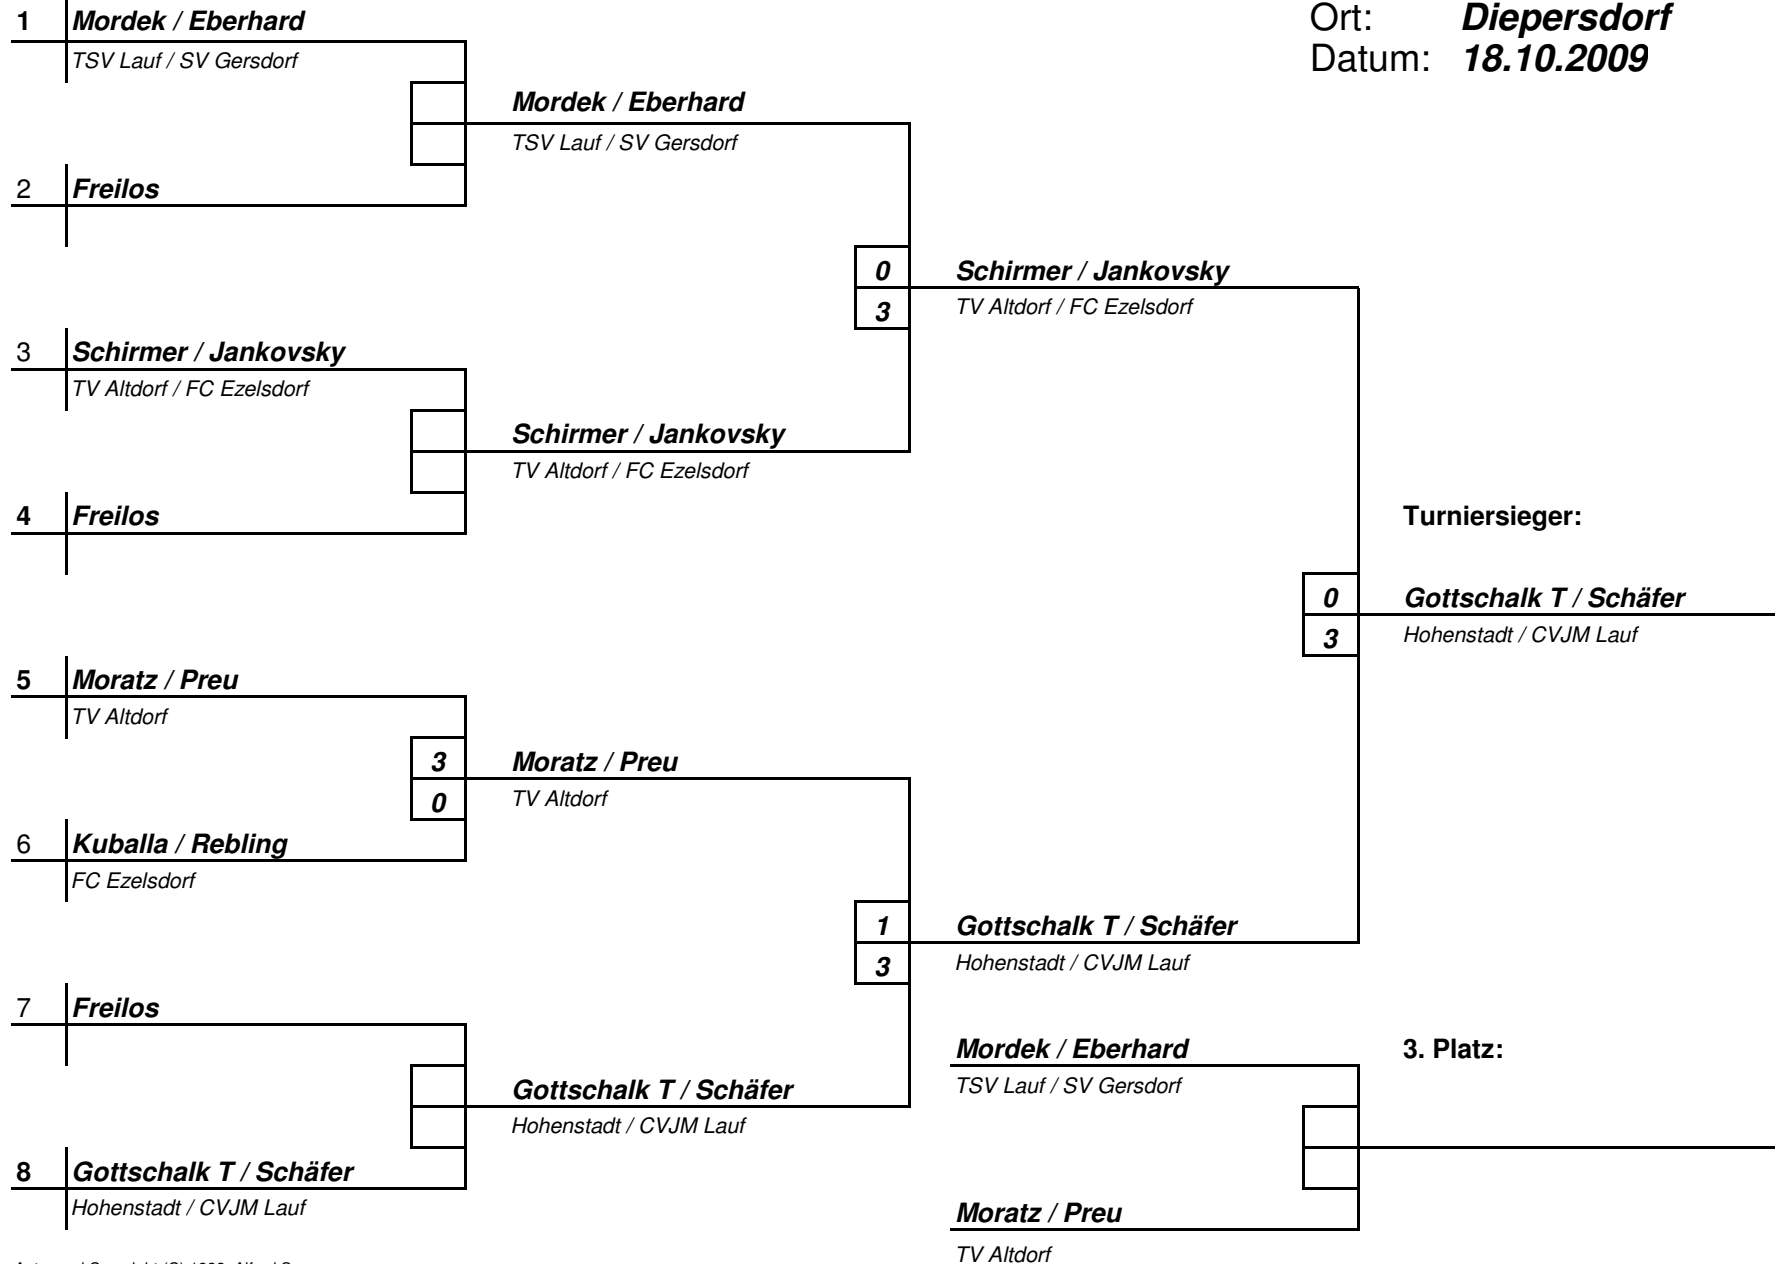 1 Mordek / Eberhard
TSV Lauf / SV Gersdorf
Ort: Diepersdorf
Datum: 18.10.2009
Mordek / Eberhard
TSV Lauf / SV Gersdorf
2 Freilos
0
3
Schirmer / Jankovsky
TV Altdorf / FC Ezelsdorf
3 Schirmer / Jankovsky
TV Altdorf / FC Ezelsdorf
Schirmer / Jankovsky
TV Altdorf / FC Ezelsdorf
4 Freilos
Turniersieger:
0
3
Gottschalk T / Schäfer
Hohenstadt / CVJM Lauf
5 Moratz / Preu
TV Altdorf
3
0
Moratz / Preu
TV Altdorf
6 Kuballa / Rebling
FC Ezelsdorf
1
3
Gottschalk T / Schäfer
Hohenstadt / CVJM Lauf
7 Freilos
Mordek / Eberhard
TSV Lauf / SV Gersdorf
3. Platz:
Gottschalk T / Schäfer
Hohenstadt / CVJM Lauf
8 Gottschalk T / Schäfer
Hohenstadt / CVJM Lauf
Moratz / Preu
TV Altdorf